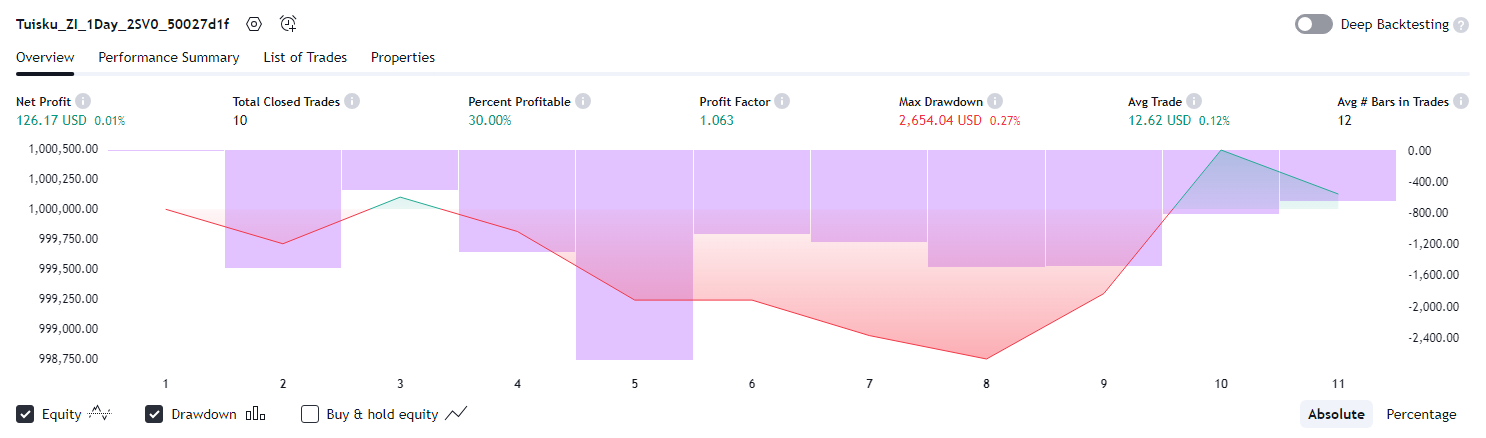 Tuisku_ZI_1Day_2SV0_50027d1f
Deep Backtesting
Overview Performance Summary List of Trades Properties
Net Profit Total Closed Trades Percent Profitable Profit Factor Max Drawdown Avg Trade Avg # Bars in Trades
126.17 USD 0.01% 10 30.00% 1.063 2,654.04 USD 0.27% 12.62 USD 0.12% 12
1,000,500.00 0.00
1,000,250.00 -400.00
1,000,000.00 -800.00
999,750.00 -1,200.00
999,500.00 -1,600.00
999,250.00 -2,000.00
999,000.00 -2,400.00
998,750.00
1 2 3 4 5 6 7 8 9 10 11
Equity Drawdown Buy & hold equity Absolute Percentage